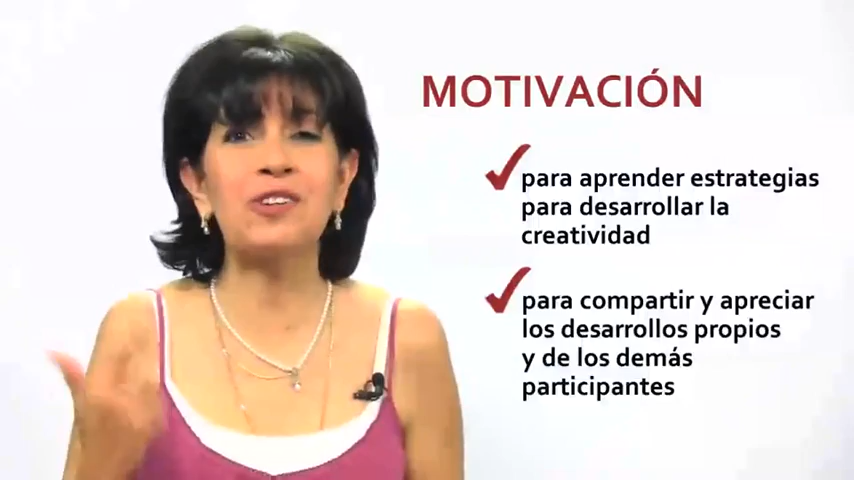 MOTIVACIÓN
para aprender estrategias
para desarrollar la
creatividad
para compartir y apreciar
los desarrollos propios
y de los demás
participantes